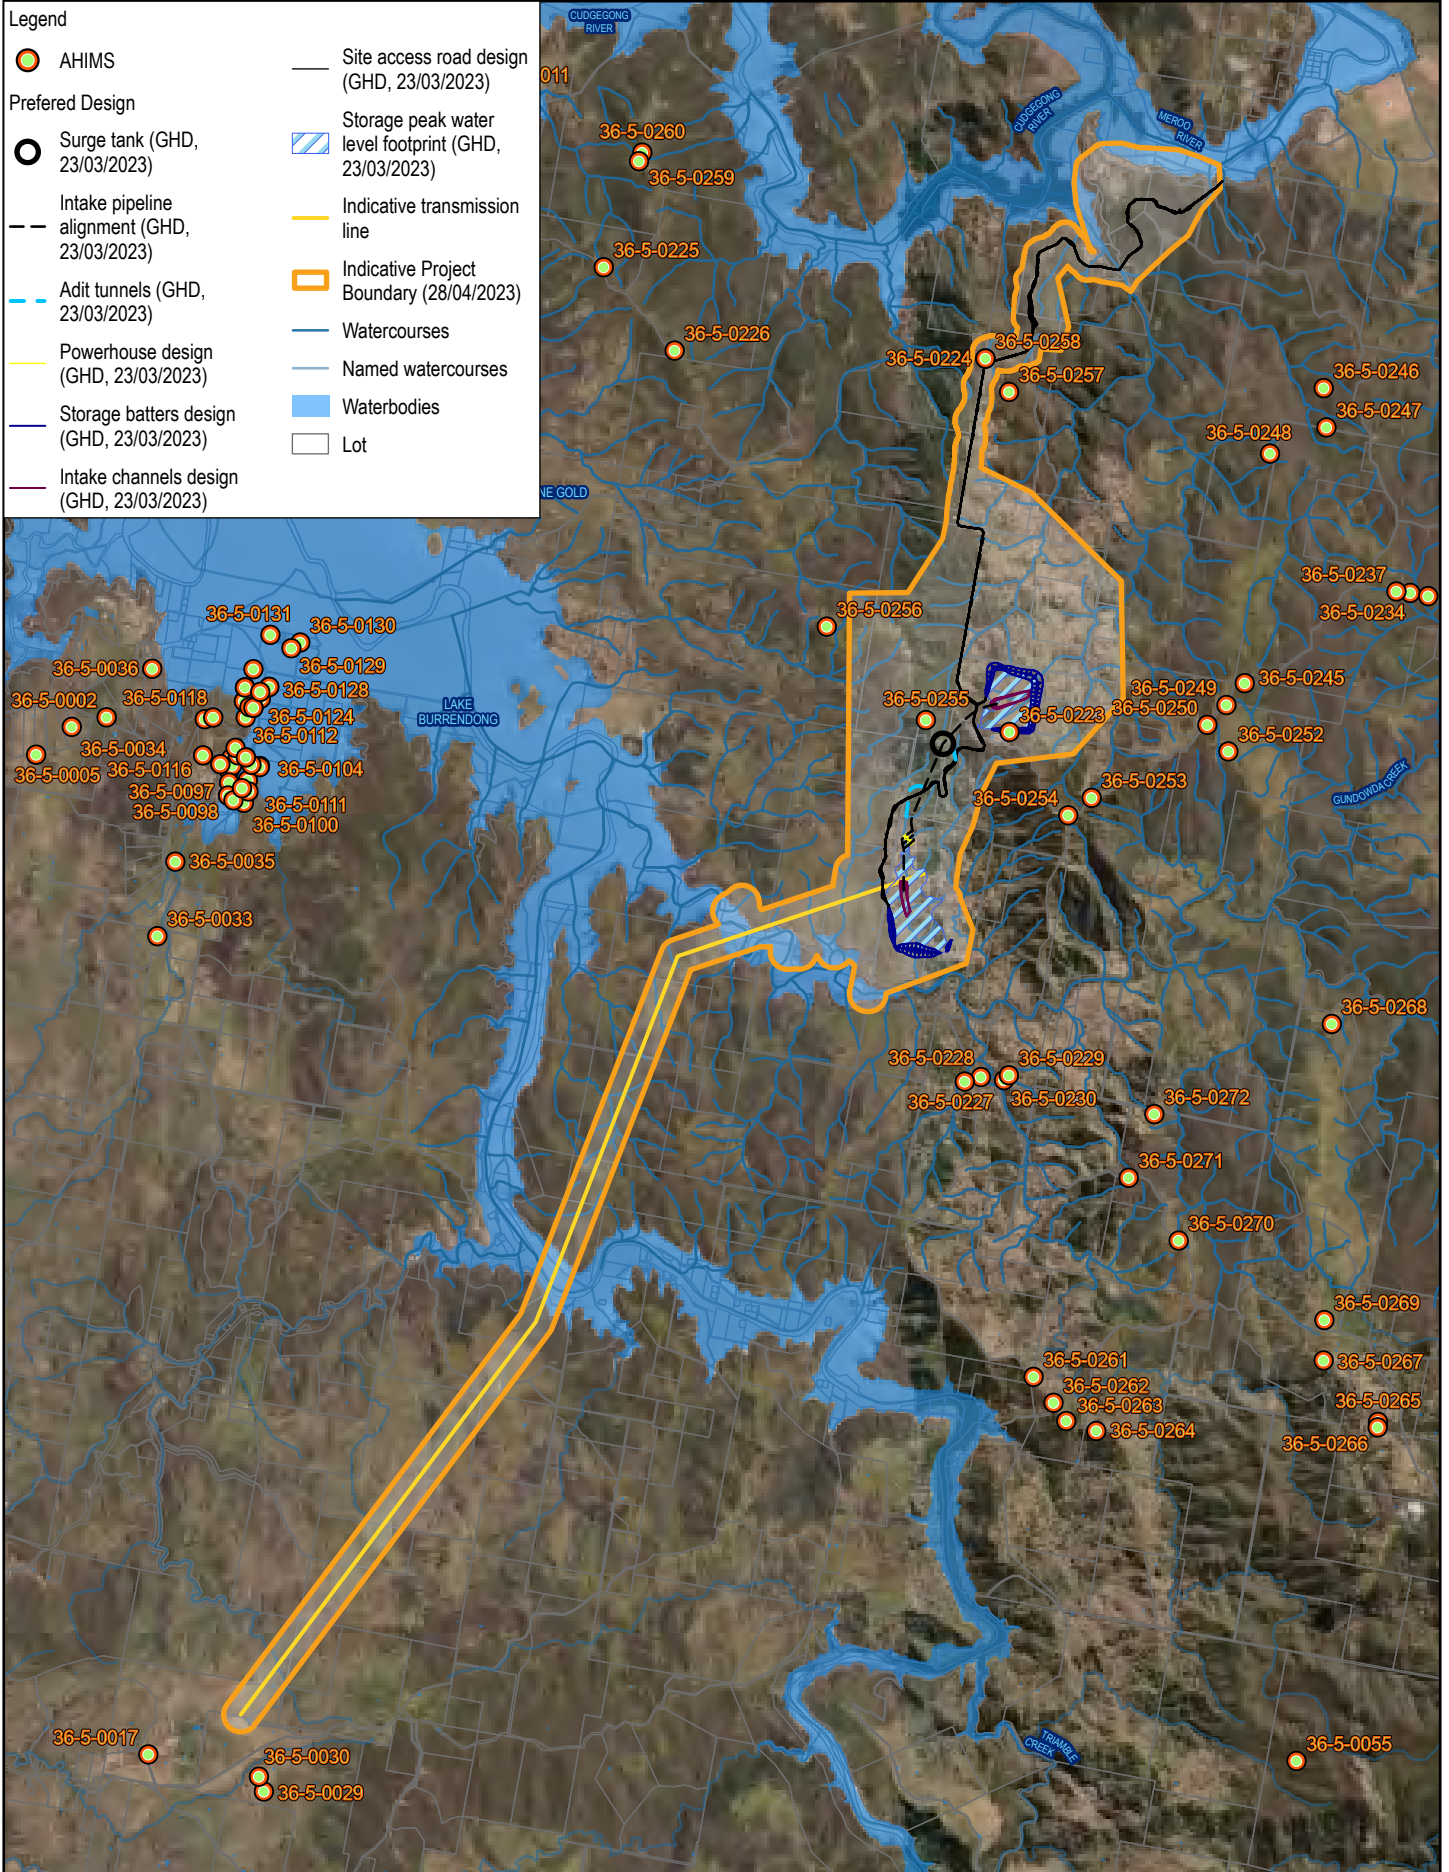 Legend
AHIMS
Prefered Design
Surge tank (GHD,
23/03/2023)
Intake pipeline
alignment (GHD,
23/03/2023)
Adit tunnels (GHD,
23/03/2023)
Powerhouse design
(GHD, 23/03/2023)
Storage batters design
(GHD, 23/03/2023)
Intake channels design
(GHD, 23/03/2023)
Site access road design
(GHD, 23/03/2023)
Storage peak water
level footprint (GHD,
23/03/2023)
Indicative transmission
line
Indicative Project
Boundary (28/04/2023)
Watercourses
Named watercourses
Waterbodies
Lot
CUDGEGONG
RIVER
011
36-5-0260
36-5-0259
CUDGEGONG
RIVER
MEROO
RIVER
36-5-0225
36-5-0226
36-5-0258
36-5-0224
36-5-0257
36-5-0246
36-5-0247
36-5-0248
NE GOLD
36-5-0237
36-5-0234
36-5-0256
36-5-0131
36-5-0130
36-5-0129
36-5-0036
36-5-0128
36-5-0002
36-5-0118
36-5-0124
36-5-0112
36-5-0034
36-5-0005
36-5-0116
36-5-0104
36-5-0097
36-5-0098
36-5-0111
36-5-0100
LAKE
BURRENDONG
36-5-0255
36-5-0223
36-5-0249
36-5-0245
36-5-0250
36-5-0252
36-5-0253
36-5-0254
GUNDOWDA CREEK
36-5-0035
36-5-0033
36-5-0268
36-5-0228
36-5-0229
36-5-0227
36-5-0230
36-5-0272
36-5-0271
36-5-0270
36-5-0269
36-5-0261
36-5-0267
36-5-0262
36-5-0263
36-5-0264
36-5-0265
36-5-0266
36-5-0017
36-5-0030
36-5-0029
TRIAMBLE
CREEK
36-5-0055